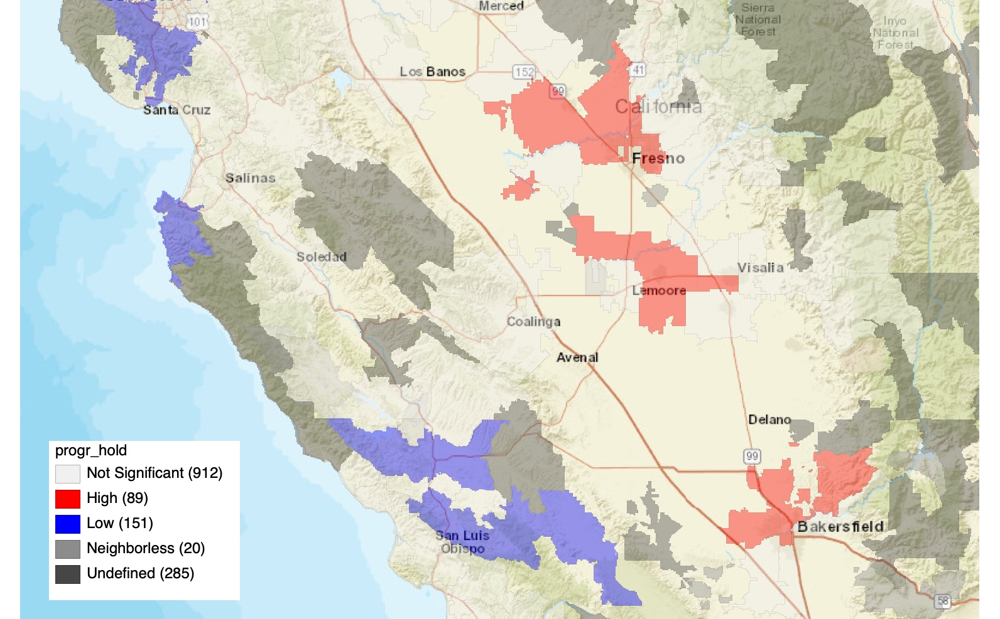 Merced
Sierra
National
Forest
Inyo
National
Forest
101
Los Banos
152
41
99
California
Santa Cruz
Fresno
Salinas
Soledad
Visalia
Lemoore
Coalinga
Avenal
Delano
99
Bakersfield
San Luis
Obispo
58
progr_hold
Not Significant (912)
High (89)
Low (151)
Neighborless (20)
Undefined (285)